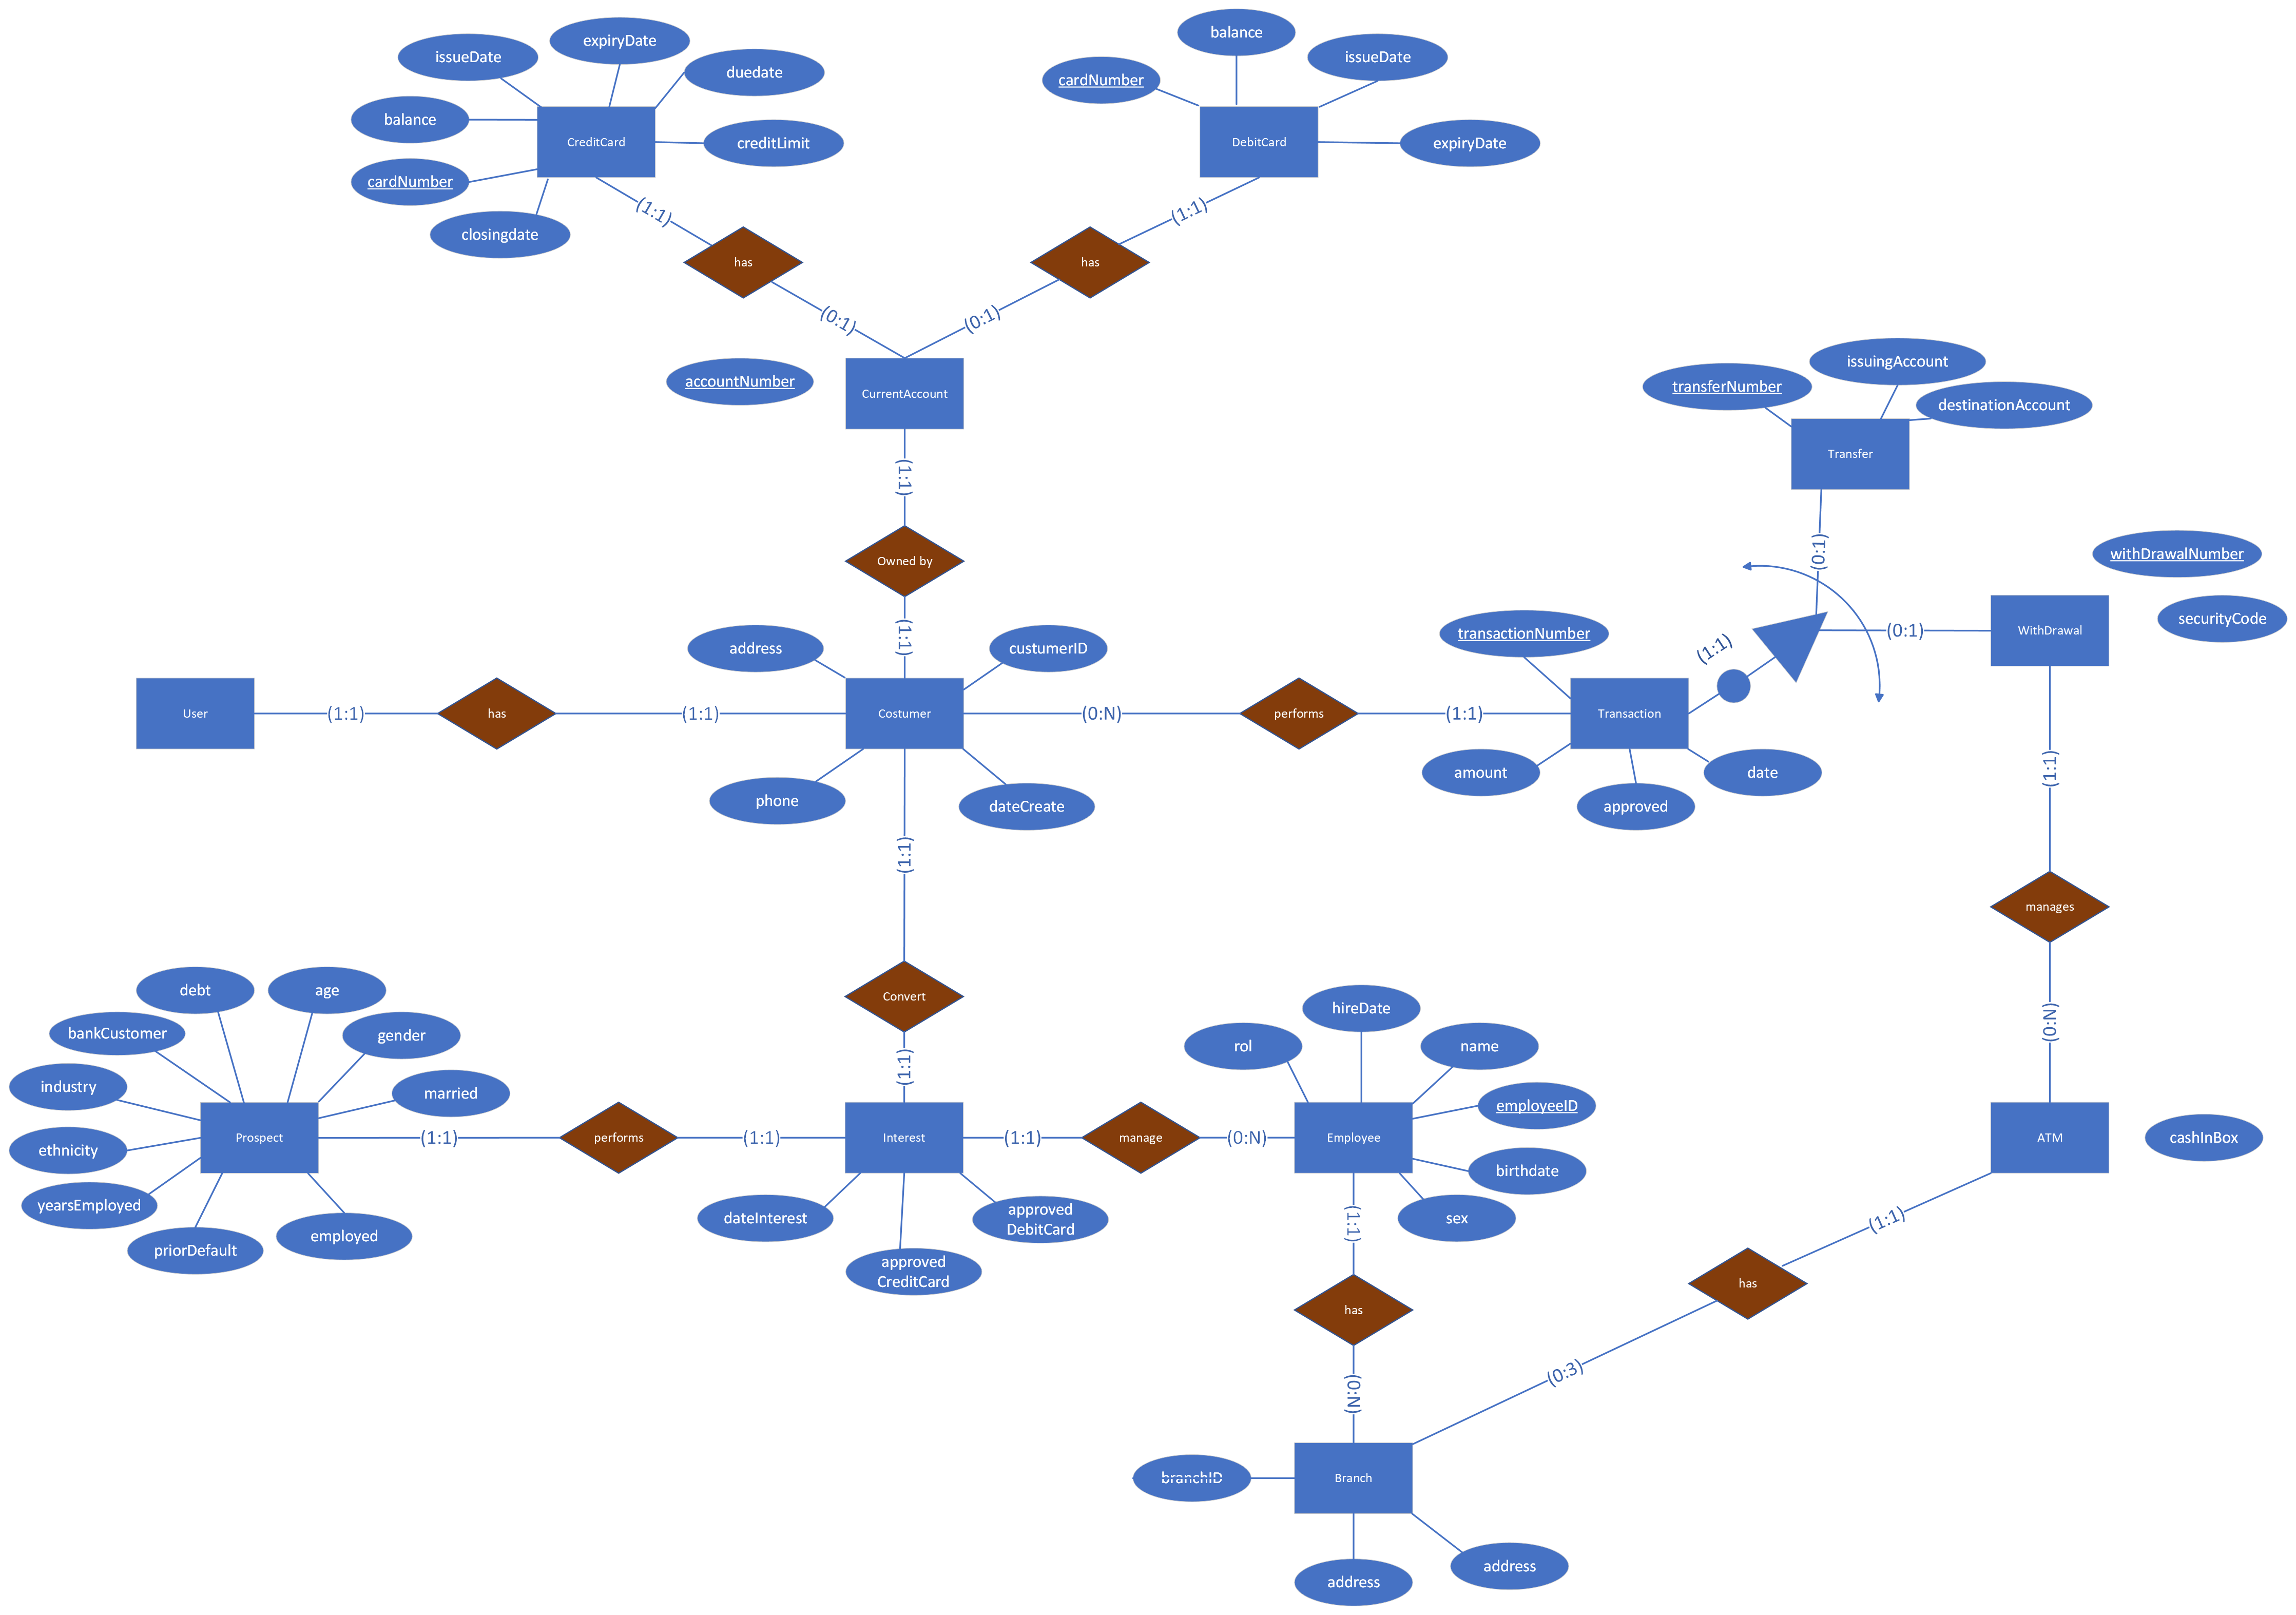 expiryDate
balance
issueDate
issueDate
duedate
cardNumber
balance
CreditCard
creditLimit
DebitCard
expiryDate
cardNumber
closingdate
(1:1)
(1:1)
has
has
(0:1)
(0:1)
accountNumber
CurrentAccount
issuingAccount
transferNumber
destinationAccount
Transfer
(1:1)
(0:1)
withDrawalNumber
Owned by
securityCode
(1:1)
address
custumerID
transactionNumber
(1:1)
(0:1)
WithDrawal
User
(1:1)
has
(1:1)
Costumer
(0:N)
performs
(1:1)
Transaction
phone
dateCreate
amount
approved
date
(1:1)
(1:1)
manages
debt
age
Convert
hireDate
(0:N)
bankCustomer
gender
rol
name
industry
married
(1:1)
employeeID
Prospect
(1:1)
performs
(1:1)
Interest
(1:1)
manage
(0:N)
Employee
ATM
cashInBox
ethnicity
birthdate
yearsEmployed
dateInterest
approved
DebitCard
sex
(1:1)
(1:1)
priorDefault
employed
approved
CreditCard
has
has
(0:N)
(0:3)
branchID
Branch
address
address